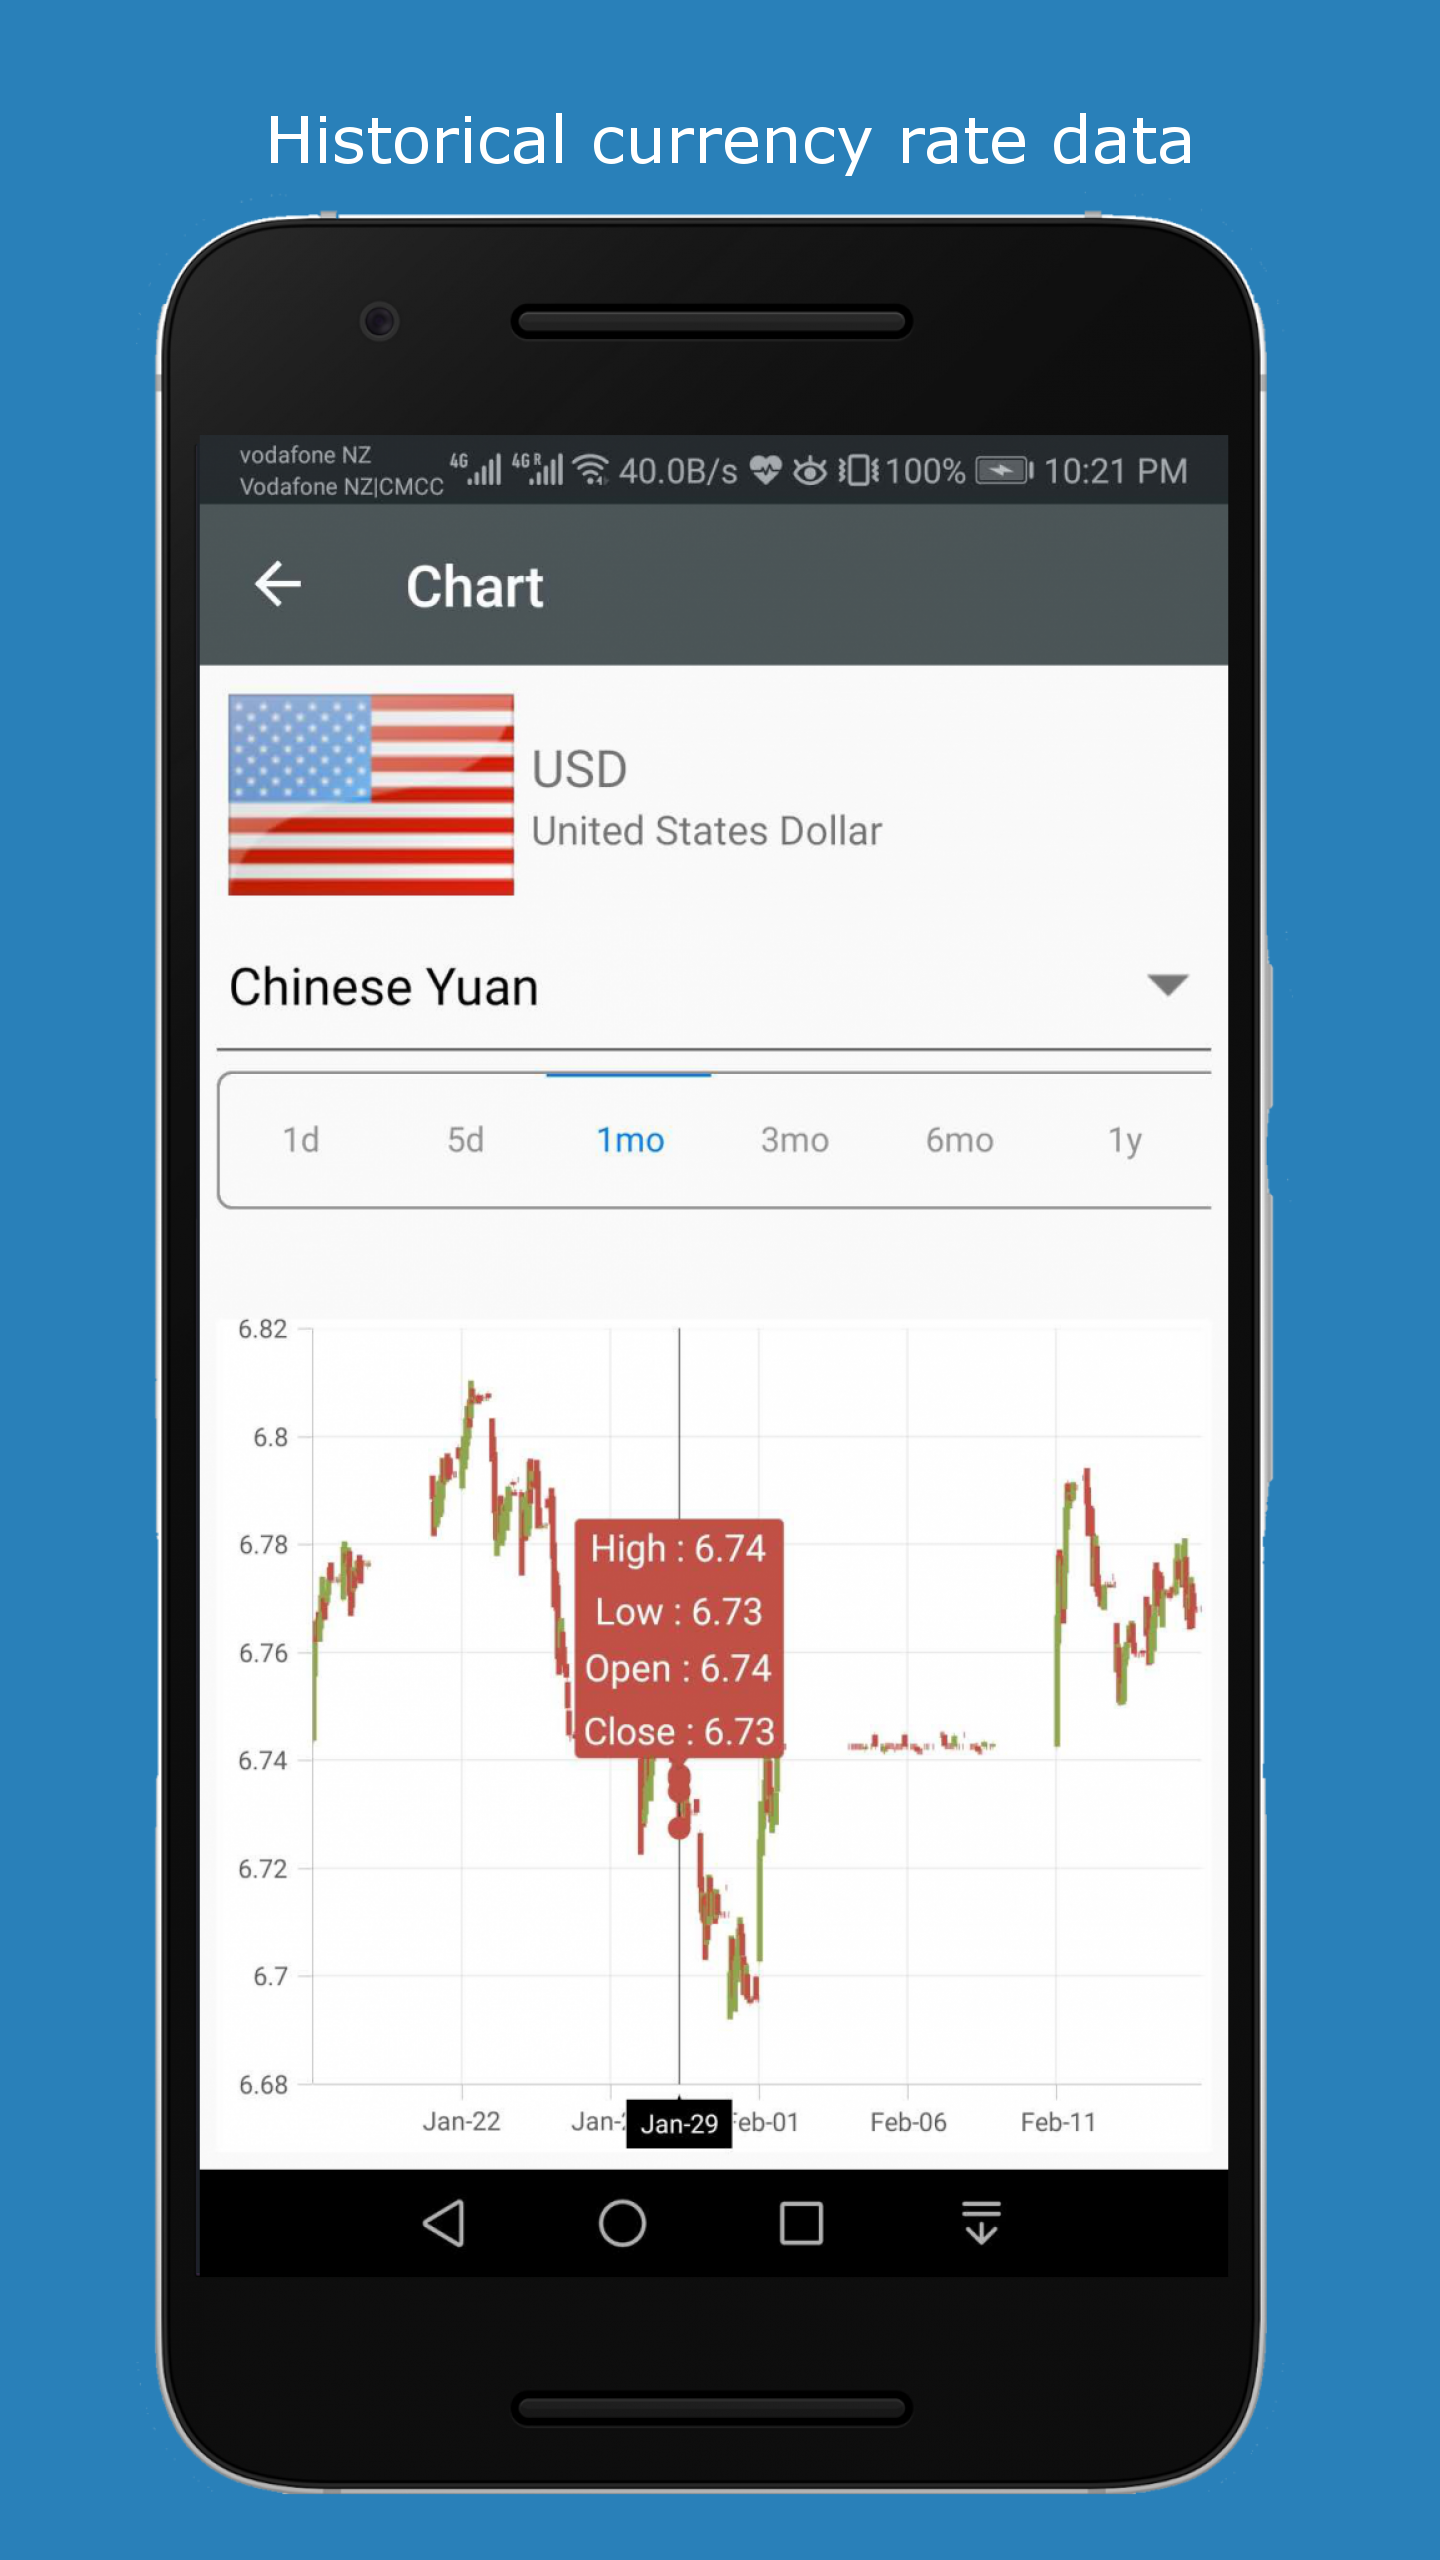 Historical currency rate data
vodafone NZ
Vodafone NZ|CMCC
4G 4G R 40.0B/s 100% 10:21 PM
Chart
USD
United States Dollar
Chinese Yuan
1d 5d 1mo 3mo 6mo 1y
6.82
6.8
6.78
6.76
6.74
6.72
6.7
6.68
High : 6.74
Low : 6.73
Open : 6.74
Close : 6.73
Jan-22 Jan- Jan-29 Feb-01 Feb-06 Feb-11